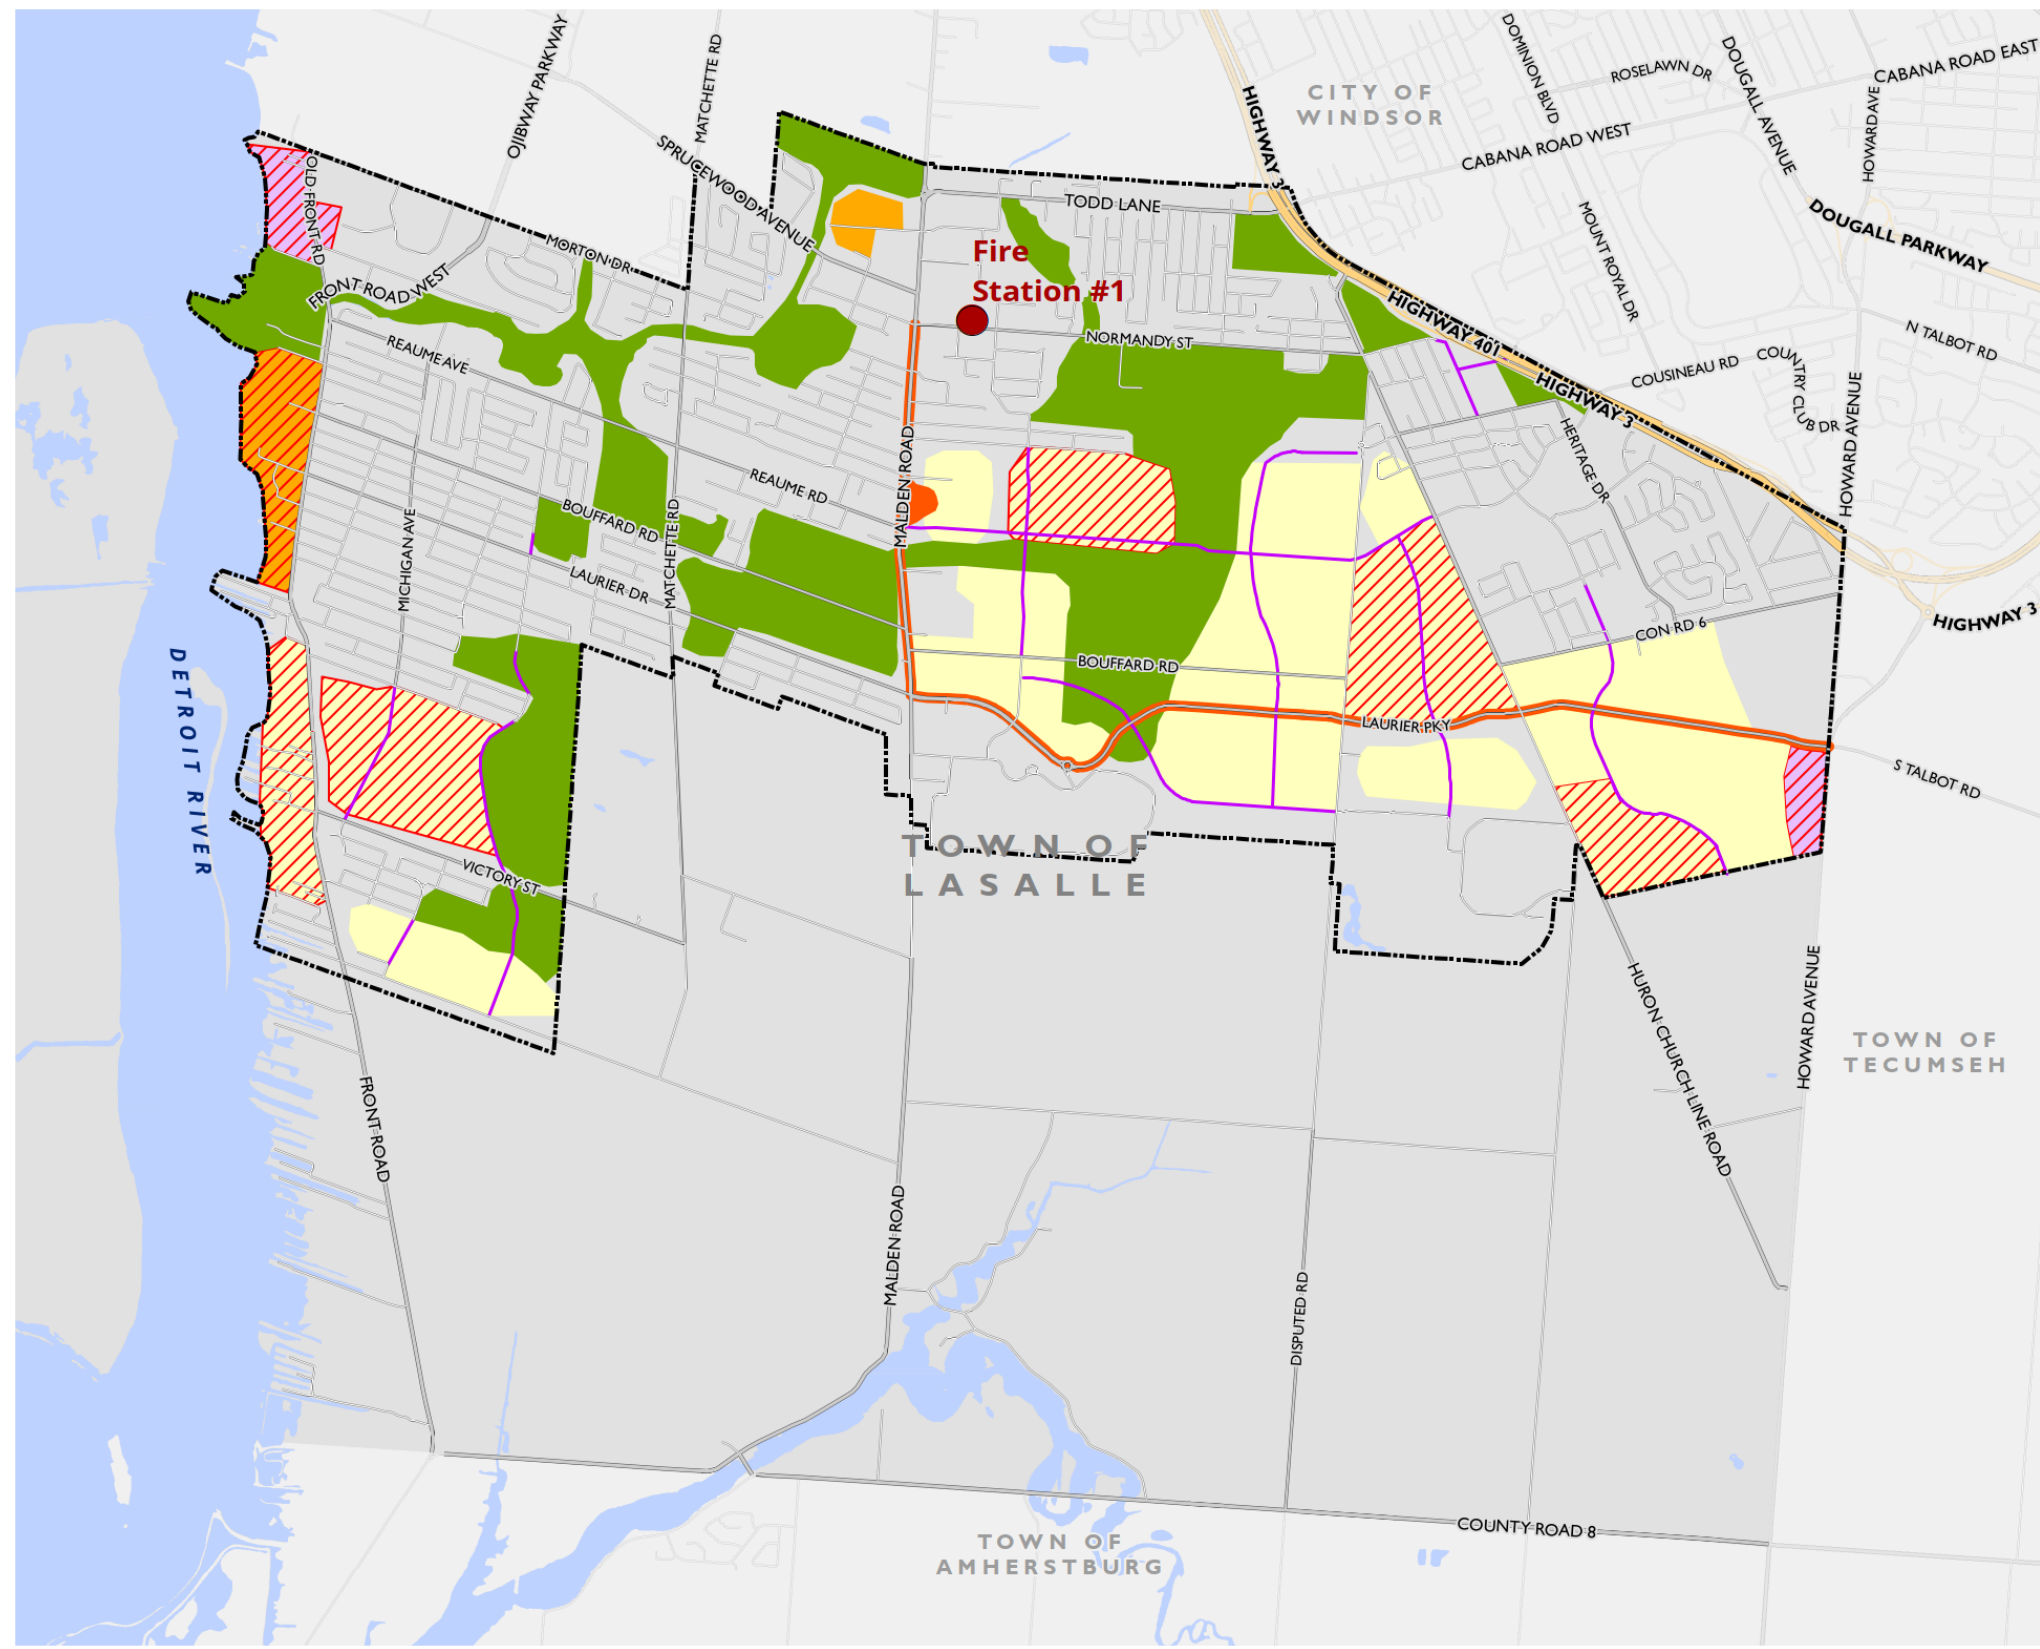 OJIBWAY PARKWAY
MATCHETTE RD
HIGHWAY 3
CITY OF
WINDSOR
DOMINION BLVD
ROSELAWN DR
DOUGALL AVENUE
CABANA ROAD EAST
HOWARD AVE
CABANA ROAD WEST
SPRUCEWOOD AVENUE
OLD FRONT RD
TODD LANE
MOUNT ROYAL DR
DOUGALL PARKWAY
MORTON DR
FRONT ROAD WEST
Fire
Station #1
HIGHWAY 401
NORMANDY ST
N TALBOT RD
REAUME AVE
HIGHWAY 3
COUSINEAU RD
COUNTRY CLUB DR
HOWARD AVENUE
HERITAGE DR
MALDEN ROAD
REAUME RD
BOUFFARD RD
MATCHETTE RD
MICHIGAN AVE
LAURIER DR
CON RD 6
HIGHWAY 3
BOUFFARD RD
DETROIT RIVER
LAURIER PKY
S TALBOT RD
TOWN OF
LASALLE
VICTORY ST
HURON CHURCH LINE ROAD
HOWARD AVENUE
TOWN OF
TECUMSEH
FRONT ROAD
MALDEN ROAD
DISPUTED RD
COUNTY ROAD 8
TOWN OF
AMHERSTBURG